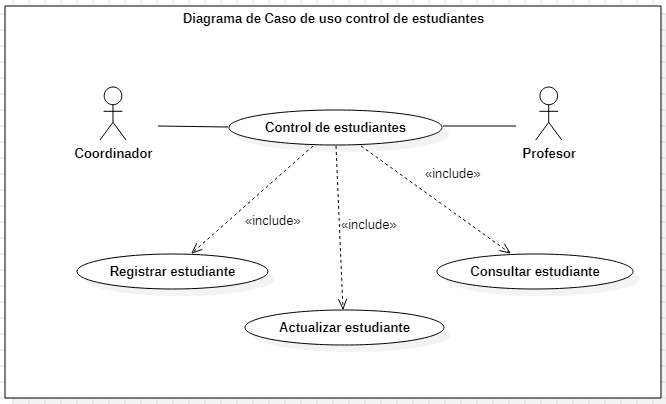 Diagrama de Caso de uso control de estudiantes
Control de estudiantes
Coordinador
Profesor
«include»
«include»
«include»
Registrar estudiante
Consultar estudiante
Actualizar estudiante